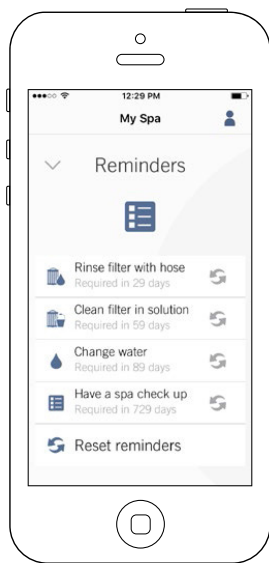 12:29 PM
My Spa
Reminders
Rinse filter with hose
Required in 29 days
Clean filter in solution
Required in 59 days
Change water
Required in 89 days
Have a spa check up
Required in 729 days
Reset reminders